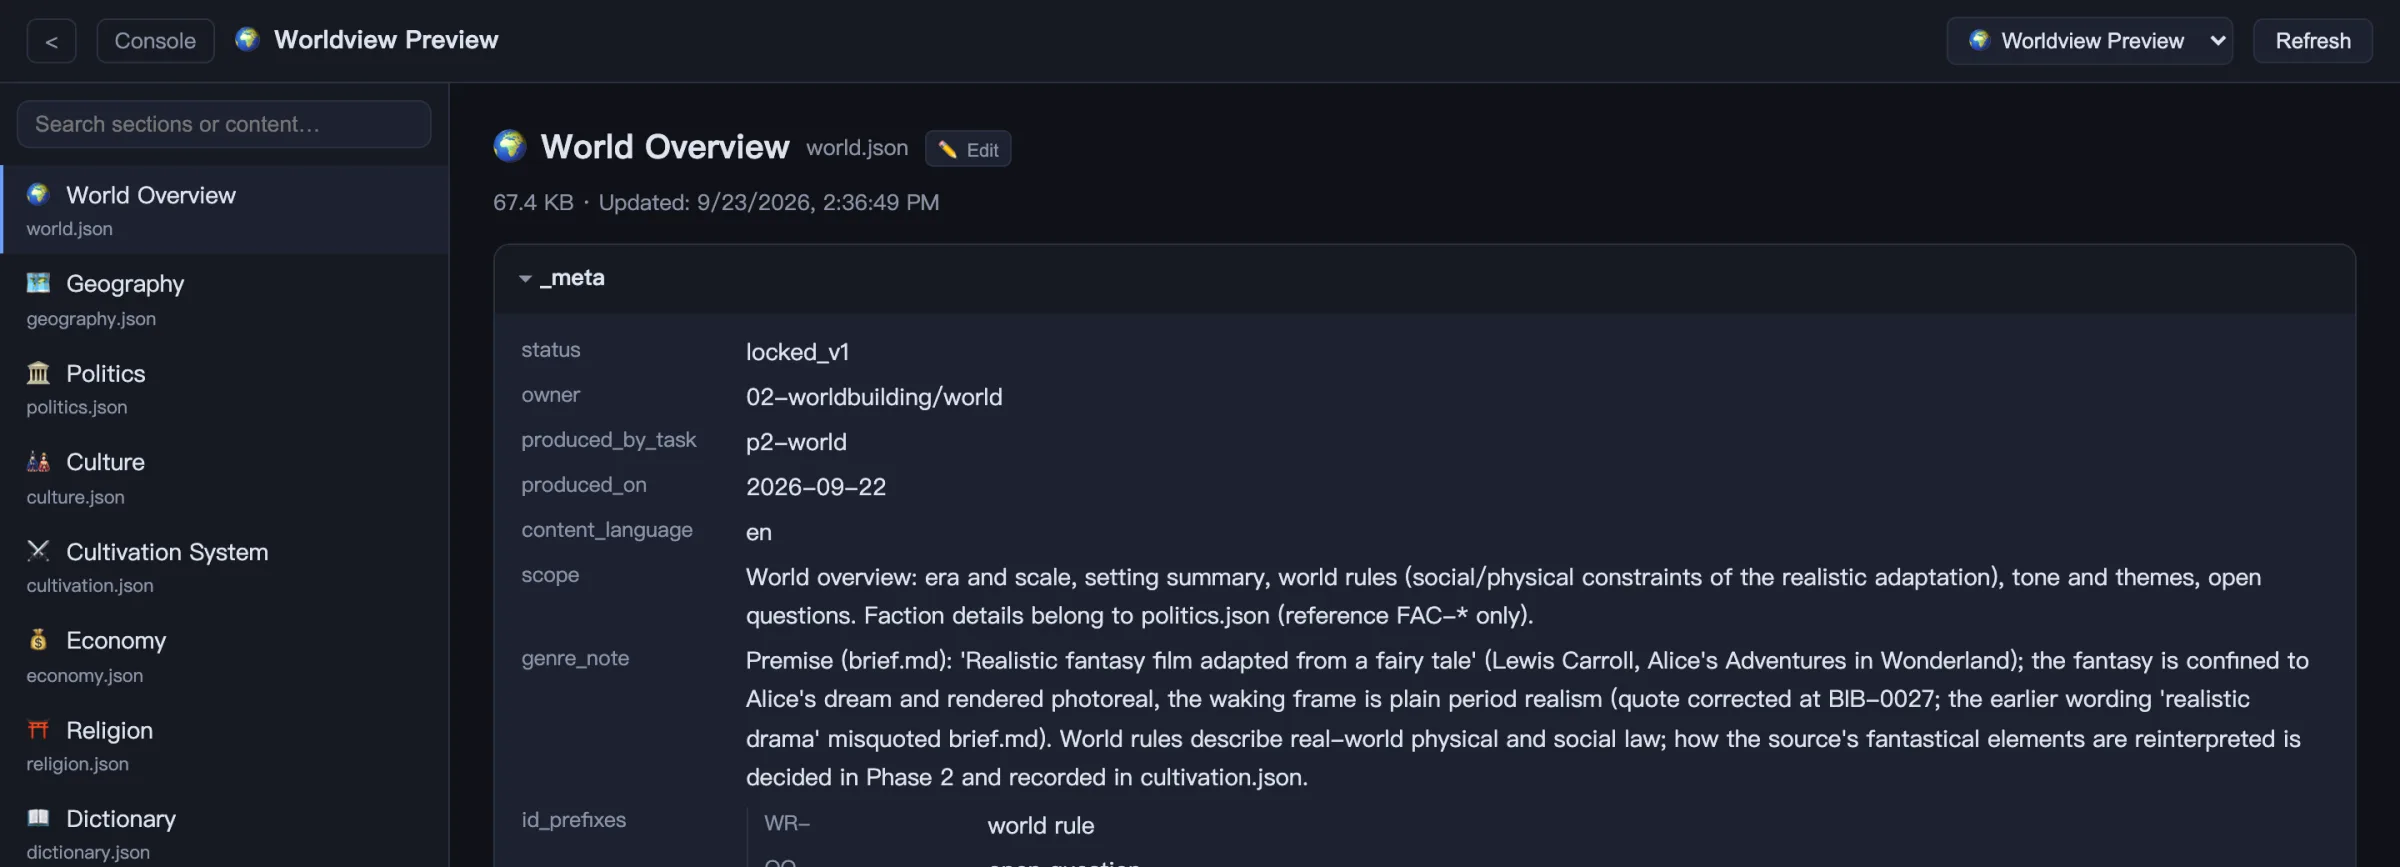 <
Console
Worldview Preview
Worldview Preview
Refresh
Search sections or content...
World Overview
world.json
Geography
geography.json
Politics
politics.json
Culture
culture.json
Cultivation System
cultivation.json
Economy
economy.json
Religion
religion.json
Dictionary
dictionary.json
World Overview world.json Edit
67.4 KB · Updated: 9/23/2026, 2:36:49 PM
_meta
status locked_v1
owner 02-worldbuilding/world
produced_by_task p2-world
produced_on 2026-09-22
content_language en
scope World overview: era and scale, setting summary, world rules (social/physical constraints of the realistic adaptation), tone and themes, open
questions. Faction details belong to politics.json (reference FAC-* only).
genre_note Premise (brief.md): 'Realistic fantasy film adapted from a fairy tale' (Lewis Carroll, Alice's Adventures in Wonderland); the fantasy is confined to
Alice's dream and rendered photoreal, the waking frame is plain period realism (quote corrected at BIB-0027; the earlier wording 'realistic
drama' misquoted brief.md). World rules describe real-world physical and social law; how the source's fantastical elements are reinterpreted is
decided in Phase 2 and recorded in cultivation.json.
id_prefixes WR- world rule